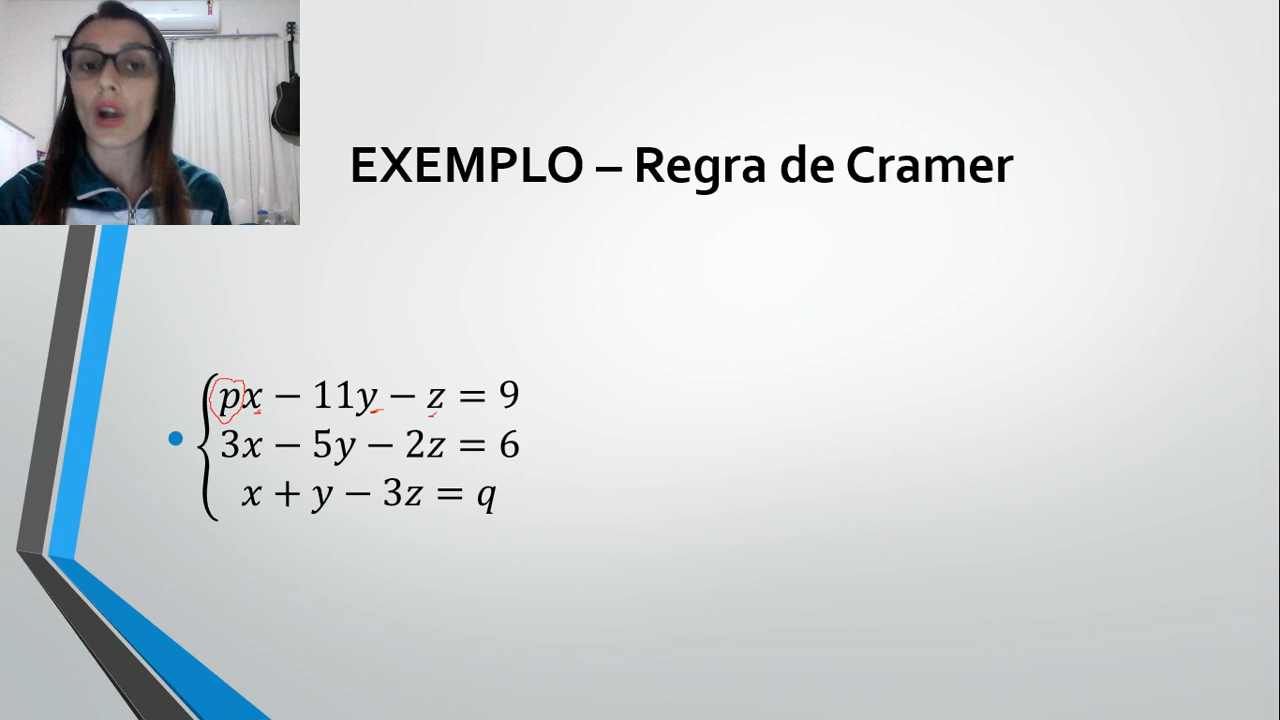 EXEMPLO – Regra de Cramer
px − 11y − z = 9
3x − 5y − 2z = 6
x + y − 3z = q